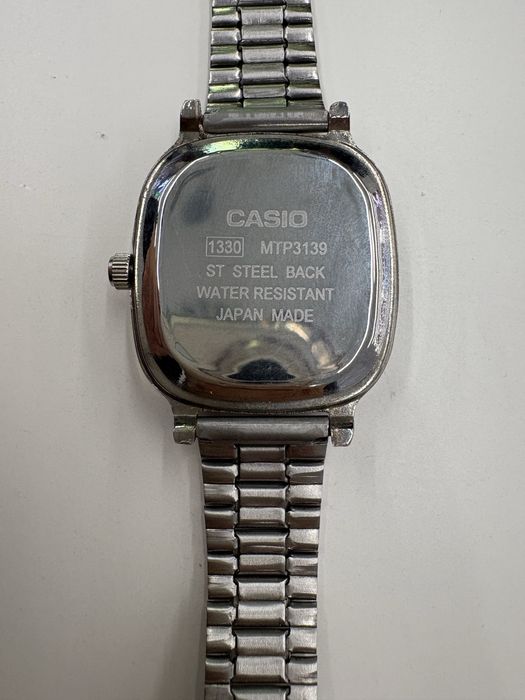 CASIO
1330 MTP3139
ST STEEL BACK
WATER RESISTANT
JAPAN MADE